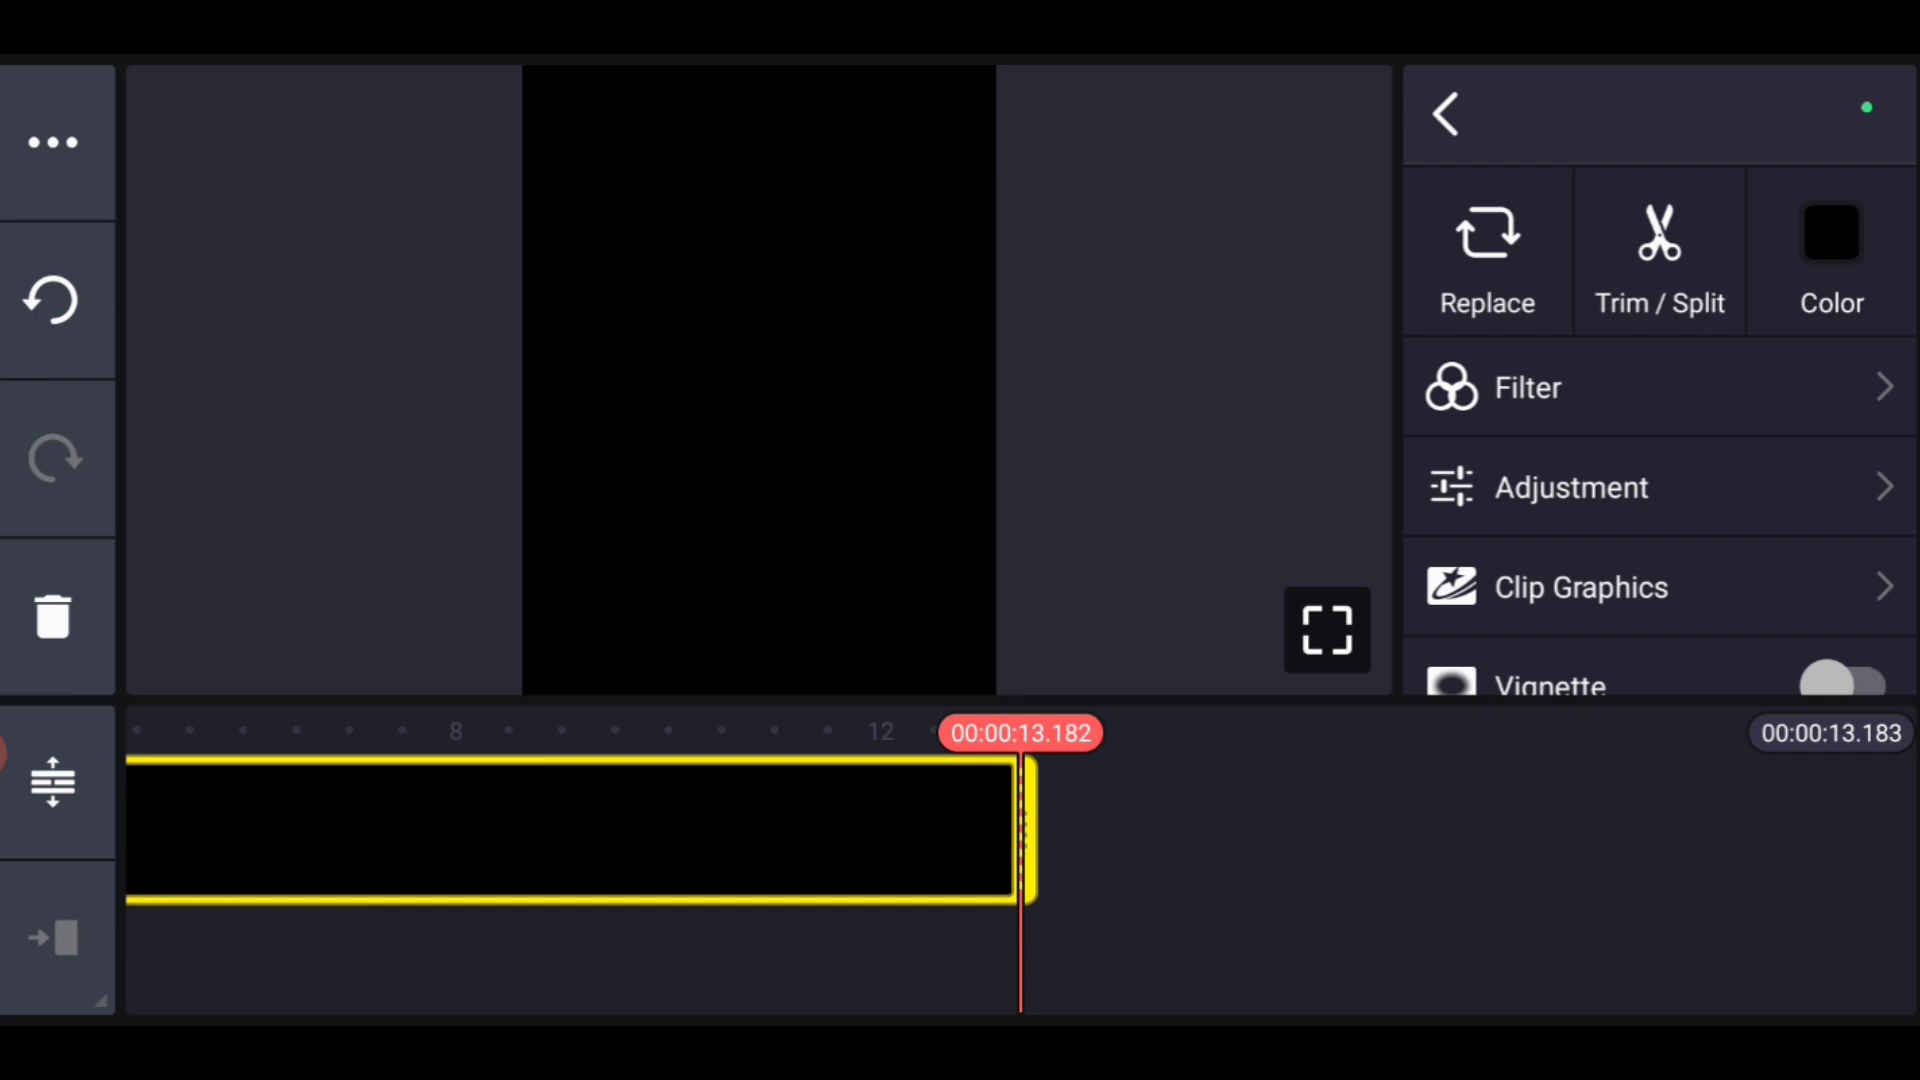 Replace
Trim / Split
Color
Filter
Adjustment
Clip Graphics
Vignette
8
12
00:00:13.182
00:00:13.183